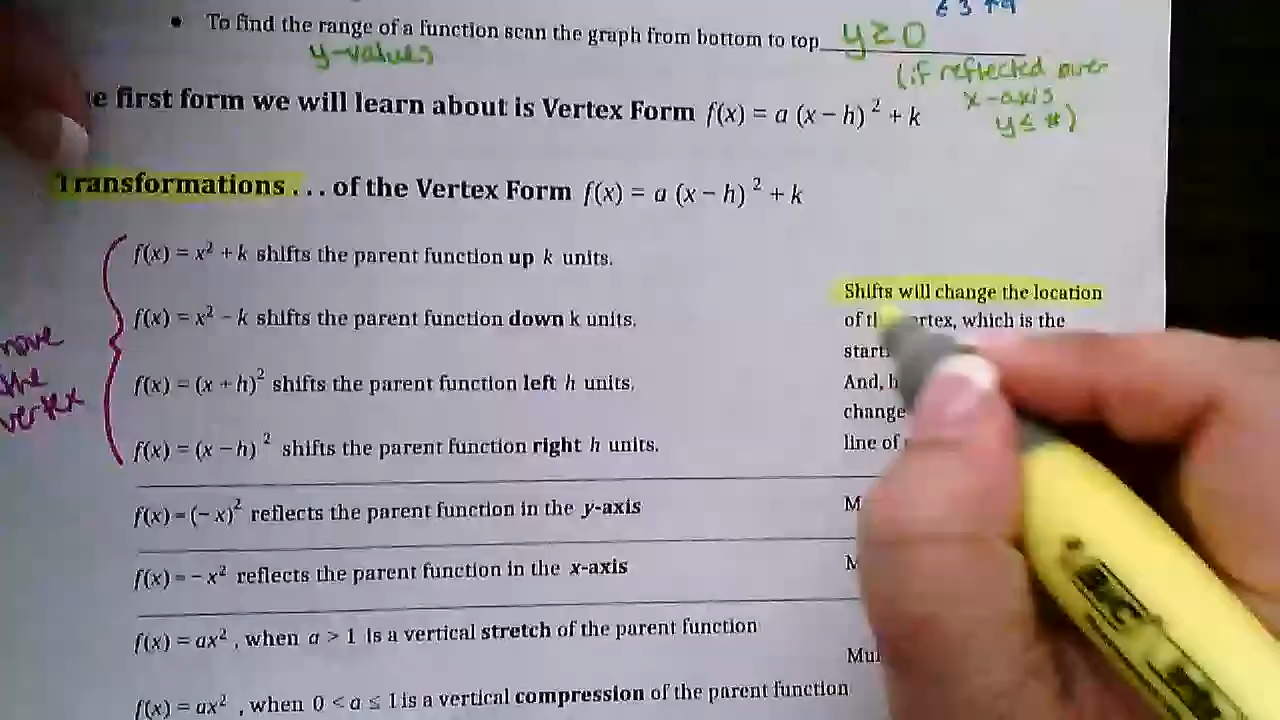 • To find the range of a function scan the graph from bottom to top y ≥ 0
y-values
(if reflected over
x-axis
y ≤ #)
e first form we will learn about is Vertex Form f(x) = a (x – h)² + k
Transformations . . . of the Vertex Form f(x) = a (x – h)² + k
f(x) = x² + k shifts the parent function up k units.
f(x) = x² – k shifts the parent function down k units.
f(x) = (x + h)² shifts the parent function left h units.
f(x) = (x – h)² shifts the parent function right h units.
move
the
vertex
Shifts will change the location
of which is the
And,
change
line of
f(x) = (– x)² reflects the parent function in the y-axis
f(x) = – x² reflects the parent function in the x-axis
f(x) = ax² , when a > 1 is a vertical stretch of the parent function
f(x) = ax² , when 0 < a ≤ 1 is a vertical compression of the parent function